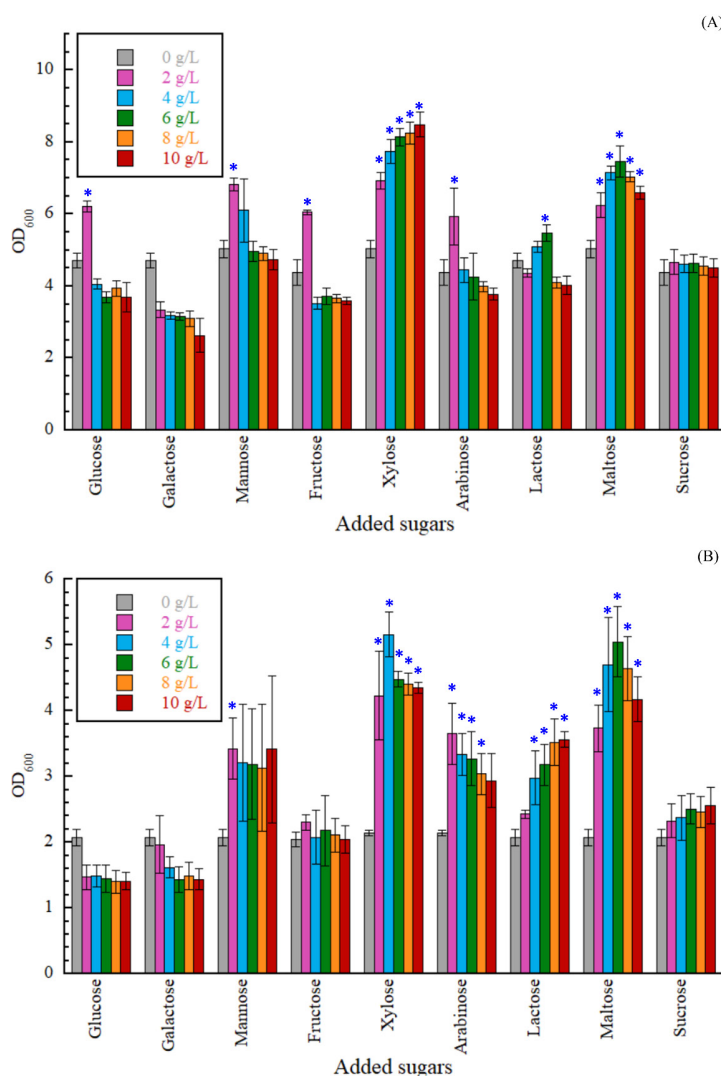 (A)
0 g/L
2 g/L
4 g/L
6 g/L
8 g/L
10 g/L
10
8
6
4
2
0
OD600
* * * * * * * * * * * * * * * *
Glucose
Galactose
Mannose
Fructose
Xylose
Arabinose
Lactose
Maltose
Sucrose
Added sugars
(B)
0 g/L
2 g/L
4 g/L
6 g/L
8 g/L
10 g/L
6
5
4
3
2
1
0
OD600
* * * * * * * * * * * * * * * * * * *
Glucose
Galactose
Mannose
Fructose
Xylose
Arabinose
Lactose
Maltose
Sucrose
Added sugars